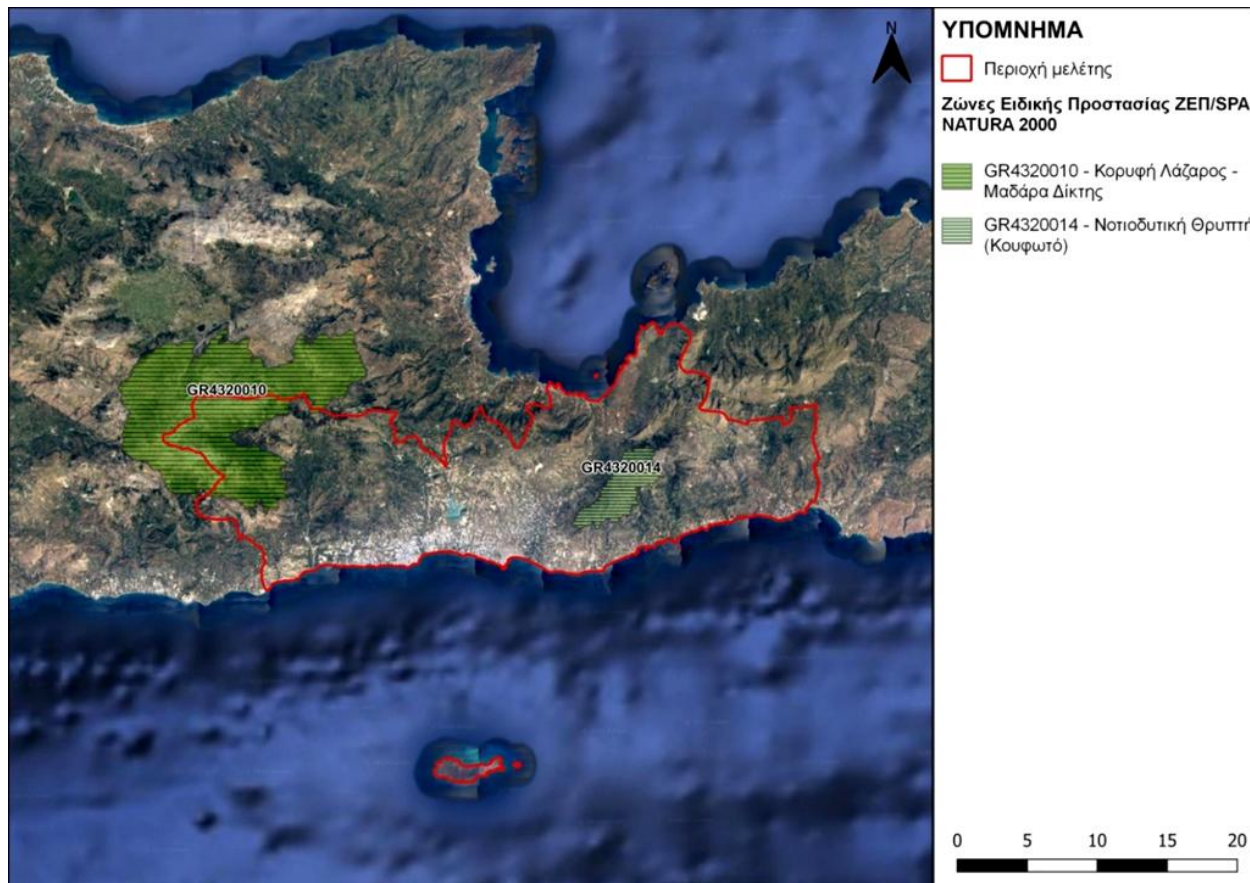 N
ΥΠΟΜΝΗΜΑ
Περιοχή μελέτης
Ζώνες Ειδικής Προστασίας ΖΕΠ/SPA
NATURA 2000
GR4320010 - Κορυφή Λάζαρος -
Μαδάρα Δίκτης
GR4320014 - Νοτιοδυτική Θρυπτή
(Κουφωτό)
GR4320010
GR4320014
0 5 10 15 20